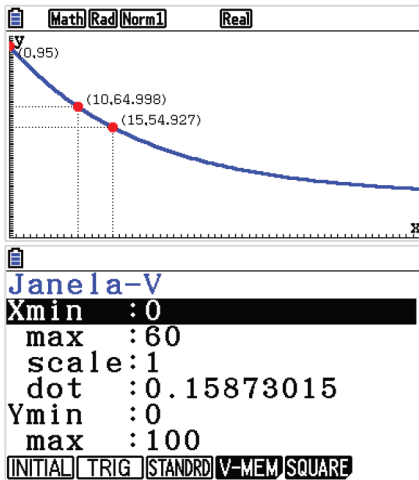 Math Rad Norm1 Real
y
(0,95)
(10,64.998)
(15,54.927)
x
Janela-V
Xmin :0
max :60
scale:1
dot :0.15873015
Ymin :0
max :100
INITIAL TRIG STANDRD V-MEM SQUARE